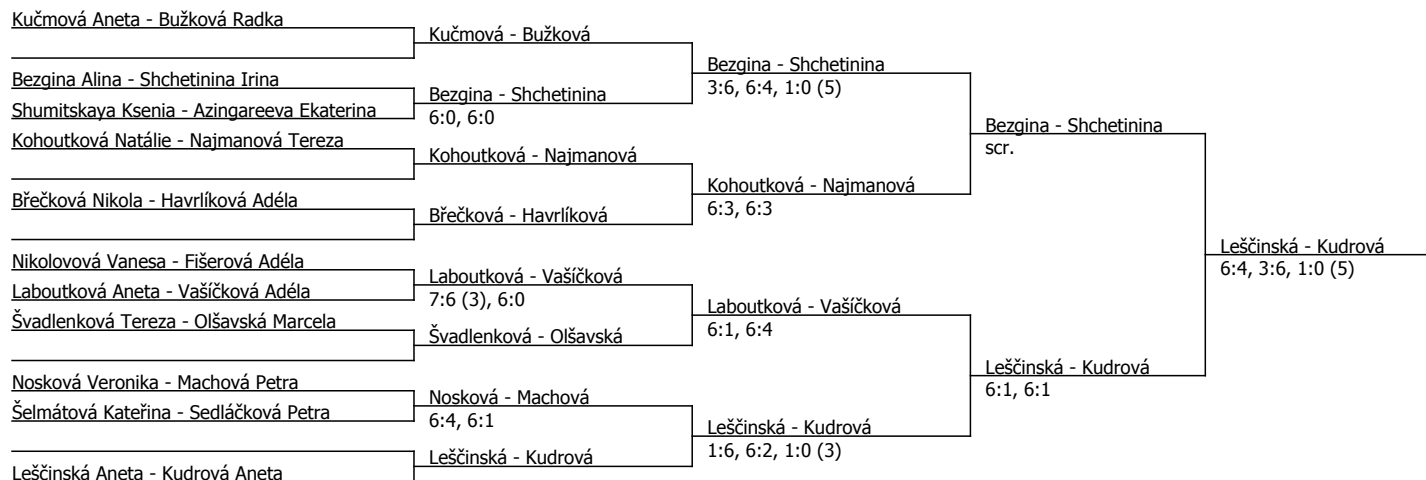 Kučmová Aneta - Bužková Radka
Kučmová - Bužková
Bezgina - Shchetinina
3:6, 6:4, 1:0 (5)
Bezgina Alina - Shchetinina Irina
Bezgina - Shchetinina
6:0, 6:0
Shumitskaya Ksenia - Azingareeva Ekaterina
Bezgina - Shchetinina
scr.
Kohoutková Natálie - Najmanová Tereza
Kohoutková - Najmanová
Kohoutková - Najmanová
6:3, 6:3
Břečková Nikola - Havrlíková Adéla
Břečková - Havrlíková
Leščinská - Kudrová
6:4, 3:6, 1:0 (5)
Nikolovová Vanesa - Fišerová Adéla
Laboutková - Vašíčková
7:6 (3), 6:0
Laboutková Aneta - Vašíčková Adéla
Laboutková - Vašíčková
6:1, 6:4
Švadlenková Tereza - Olšavská Marcela
Švadlenková - Olšavská
Leščinská - Kudrová
6:1, 6:1
Nosková Veronika - Machová Petra
Nosková - Machová
6:4, 6:1
Šelmátová Kateřina - Sedláčková Petra
Leščinská - Kudrová
1:6, 6:2, 1:0 (3)
Leščinská - Kudrová
Leščinská Aneta - Kudrová Aneta